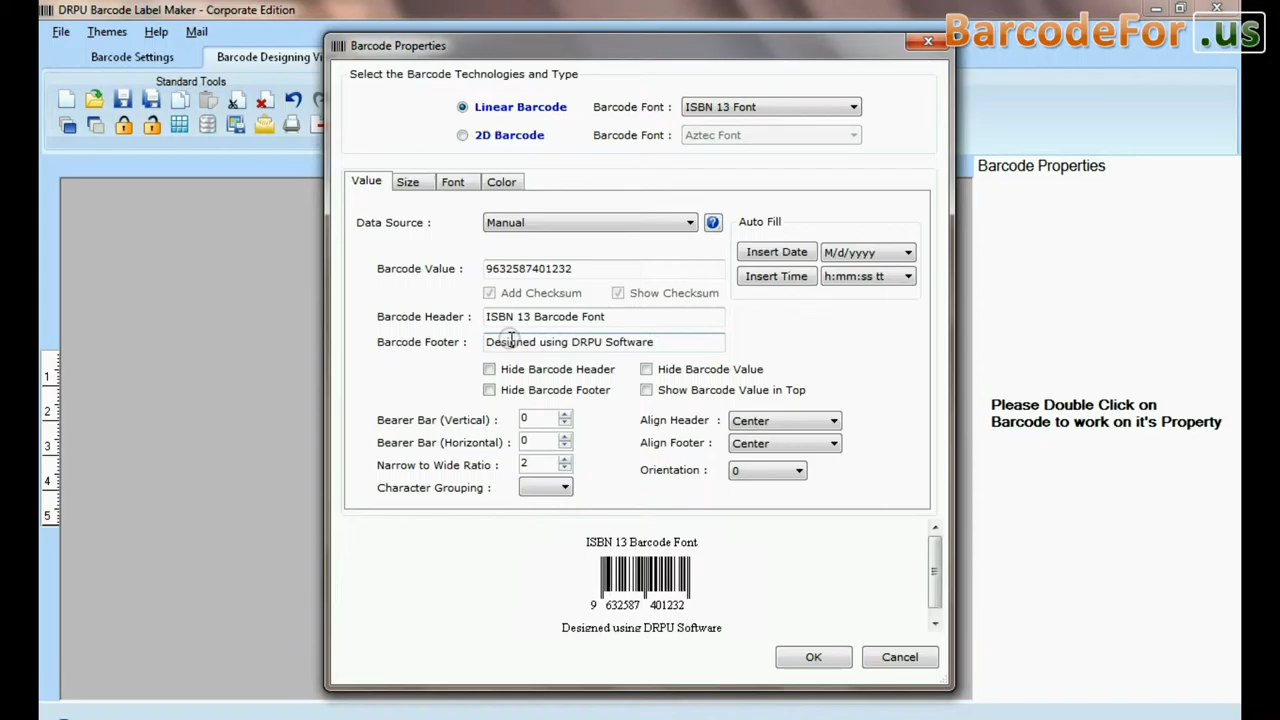 DRPU Barcode Label Maker - Corporate Edition
BarcodeFor.us
File Themes Help Mail
Barcode Settings
Barcode Designing Vi
Standard Tools
Barcode Properties
Select the Barcode Technologies and Type
Linear Barcode
Barcode Font :
ISBN 13 Font
2D Barcode
Barcode Font :
Aztec Font
Value Size Font Color
Data Source :
Manual
?
Auto Fill
Insert Date
M/d/yyyy
Barcode Value :
9632587401232
Insert Time
h:mm:ss tt
Add Checksum
Show Checksum
Barcode Header :
ISBN 13 Barcode Font
Barcode Footer :
Designed using DRPU Software
Hide Barcode Header
Hide Barcode Value
Hide Barcode Footer
Show Barcode Value in Top
Bearer Bar (Vertical) :
0
Align Header :
Center
Bearer Bar (Horizontal) :
0
Align Footer :
Center
Narrow to Wide Ratio :
2
Orientation :
0
Character Grouping :
ISBN 13 Barcode Font
9 632587 401232
Designed using DRPU Software
OK
Cancel
Barcode Properties
Please Double Click on
Barcode to work on it's Property
1
2
3
4
5